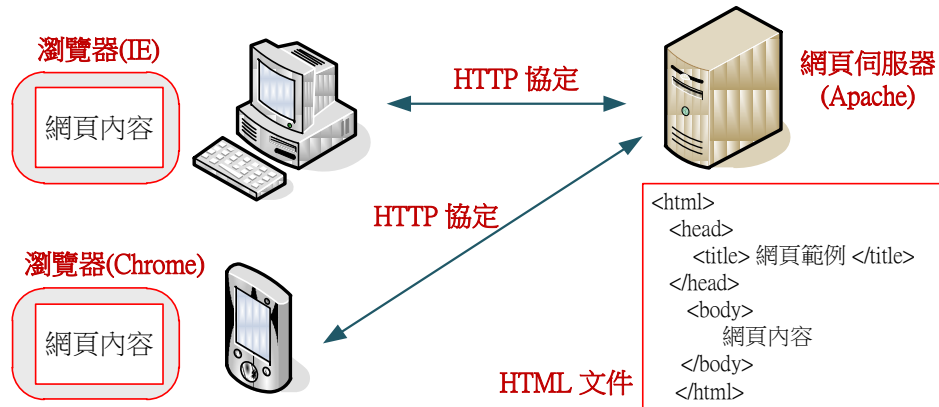 瀏覽器(IE)
網頁內容
HTTP 協定
網頁伺服器
(Apache)
HTTP 協定
瀏覽器(Chrome)
網頁內容
<html>
<head>
<title> 網頁範例 </title>
</head>
<body>
網頁內容
</body>
</html>
HTML 文件